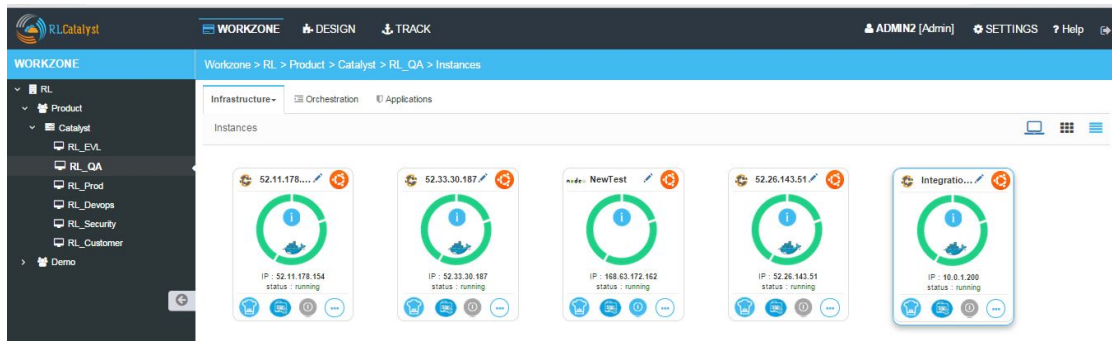 RLCatalyst
WORKZONE DESIGN TRACK
ADMIN2 [Admin] SETTINGS ? Help
WORKZONE
Workzone > RL > Product > Catalyst > RL_QA > Instances
RL
Product
Catalyst
RL_EVL
RL_QA
RL_Prod
RL_Devops
RL_Security
RL_Customer
Demo
Infrastructure Orchestration Applications
Instances
52.11.178....
IP : 52.11.178.154
status : running
52.33.30.187
IP : 52.33.30.187
status : running
NewTest
IP : 168.63.172.162
status : running
52.26.143.51
IP : 52.26.143.51
status : running
Integratio...
IP : 10.0.1.200
status : running